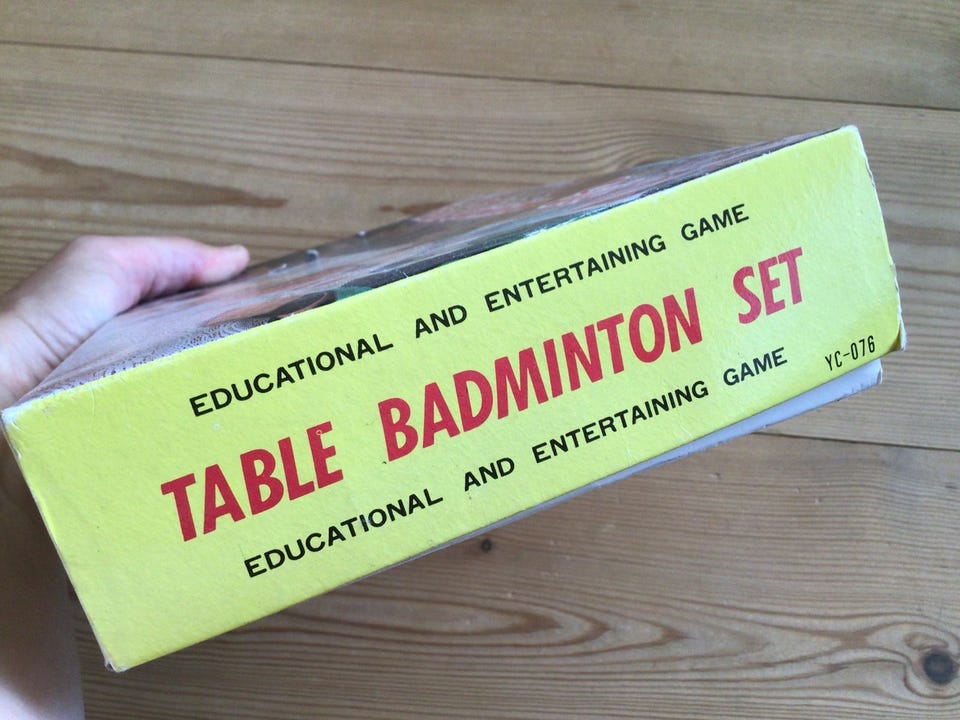 EDUCATIONAL AND ENTERTAINING GAME
TABLE BADMINTON SET
EDUCATIONAL AND ENTERTAINING GAME
YC-076